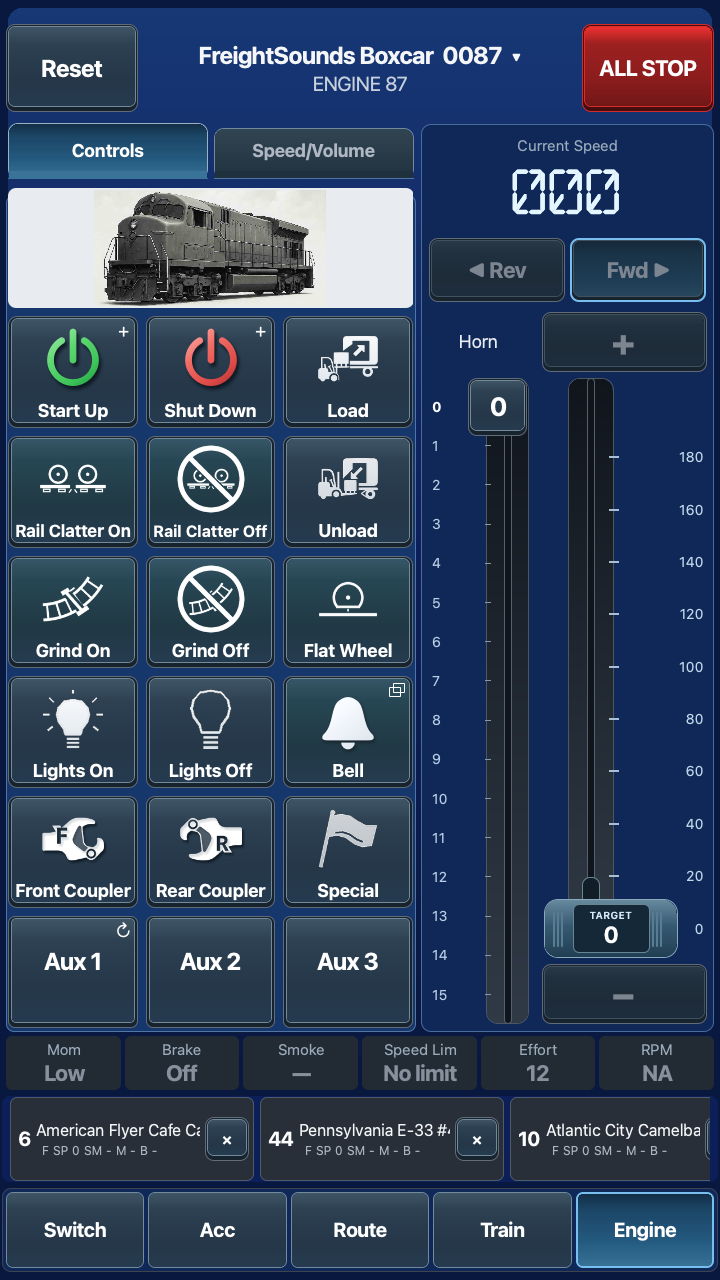 Reset
FreightSounds Boxcar 0087 ▼
ENGINE 87
ALL STOP
Controls
Speed/Volume
Current Speed
000
◀ Rev
Fwd ▶
Horn
+
Start Up
+
Shut Down
+
Load
Rail Clatter On
Rail Clatter Off
Unload
Grind On
Grind Off
Flat Wheel
Lights On
Lights Off
Bell
F
Front Coupler
R
Rear Coupler
Special
Aux 1
Aux 2
Aux 3
0
0
1
2
3
4
5
6
7
8
9
10
11
12
13
14
15
180
160
140
120
100
80
60
40
20
0
TARGET
0
−
Mom
Low
Brake
Off
Smoke
—
Speed Lim
No limit
Effort
12
RPM
NA
6 American Flyer Cafe Ca
F SP 0 SM - M - B -
×
44 Pennsylvania E-33 #4
F SP 0 SM - M - B -
×
10 Atlantic City Camelba
F SP 0 SM - M - B -
Switch
Acc
Route
Train
Engine